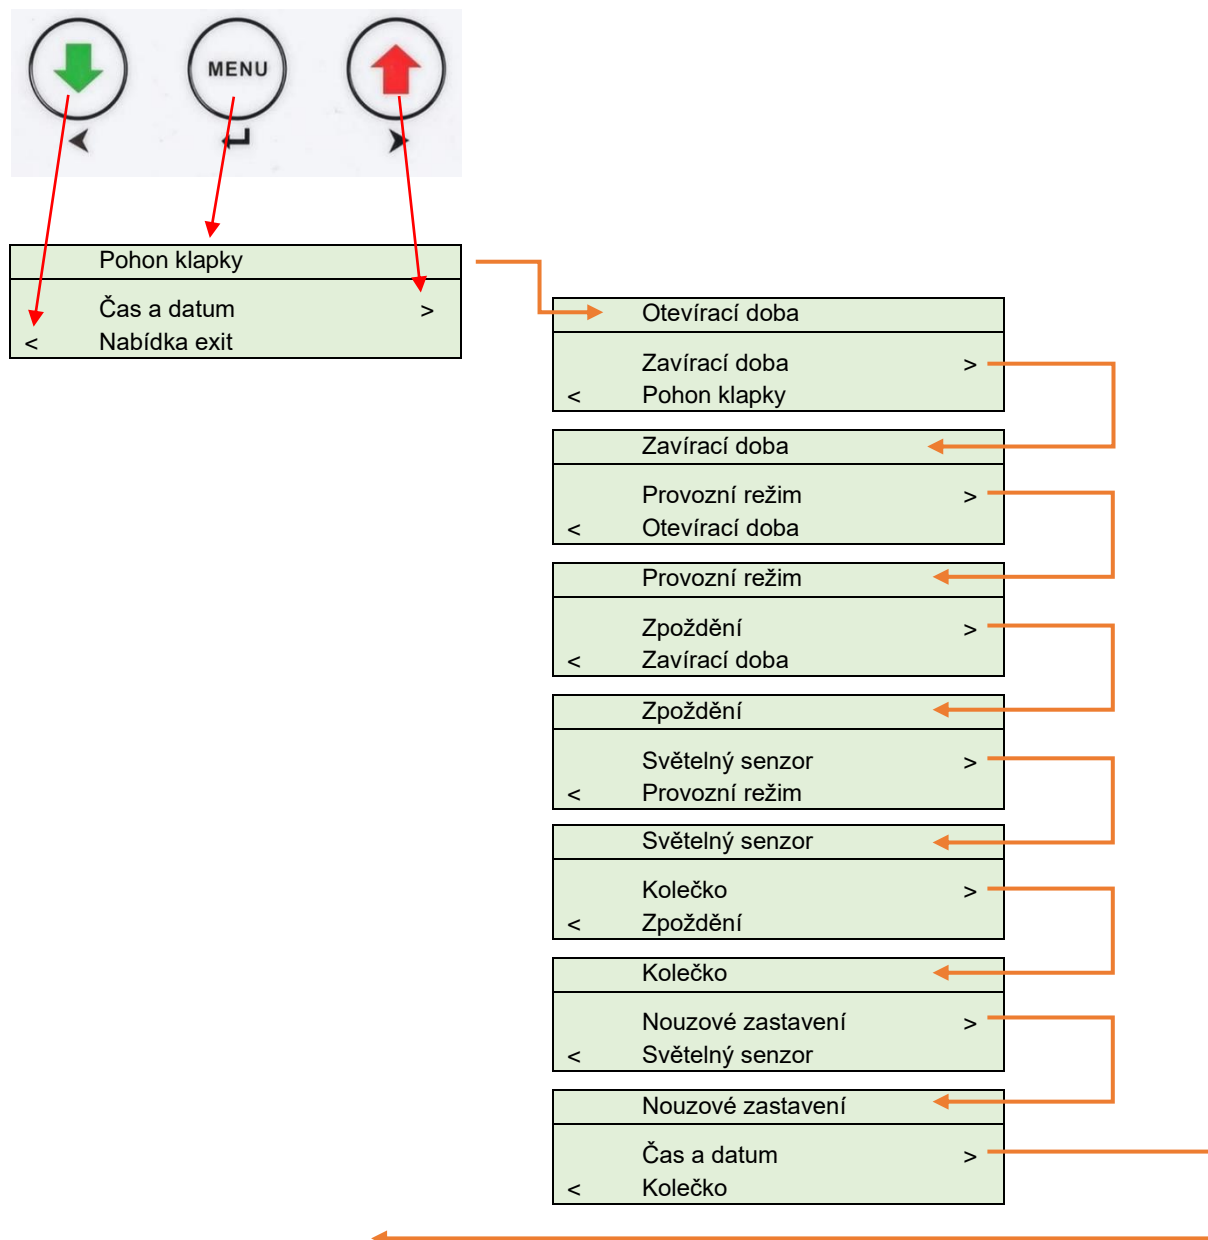 MENU
Pohon klapky
Čas a datum >
< Nabídka exit
Otevírací doba
Zavírací doba >
< Pohon klapky
Zavírací doba
Provozní režim >
< Otevírací doba
Provozní režim
Zpoždění >
< Zavírací doba
Zpoždění
Světelný senzor >
< Provozní režim
Světelný senzor
Kolečko >
< Zpoždění
Kolečko
Nouzové zastavení >
< Světelný senzor
Nouzové zastavení
Čas a datum >
< Kolečko